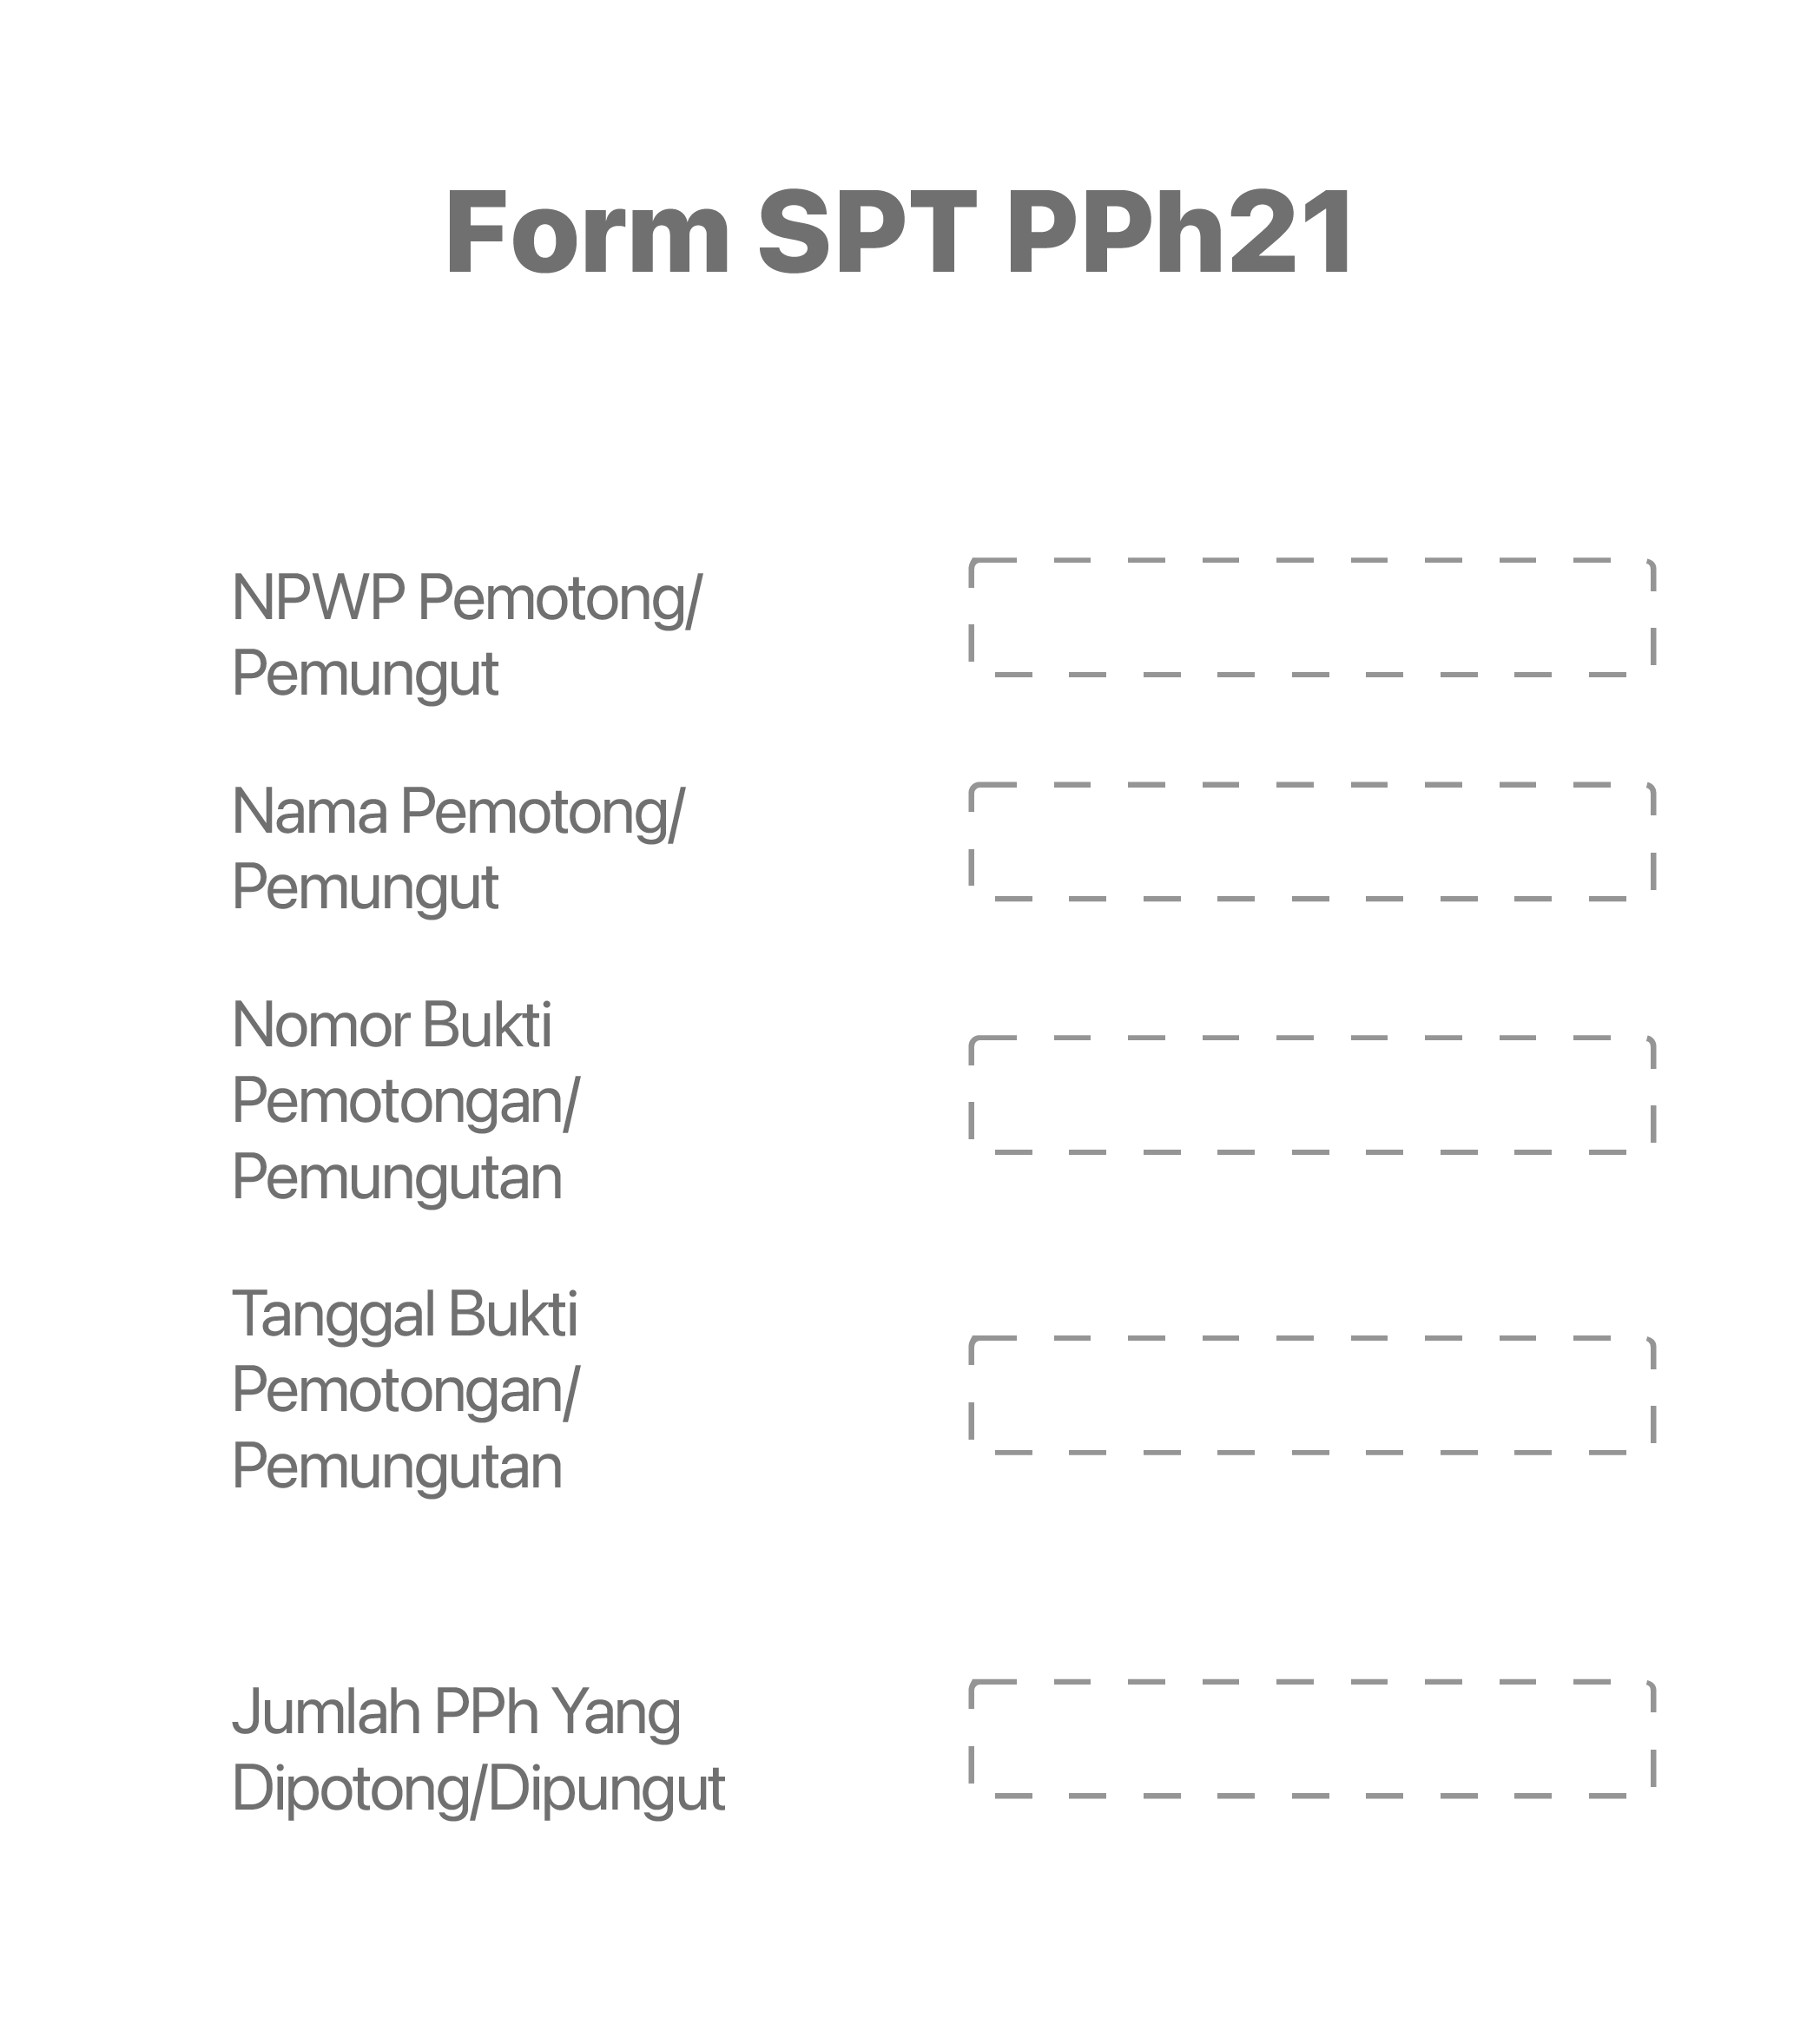 Form SPT PPh21
NPWP Pemotong/
Pemungut
Nama Pemotong/
Pemungut
Nomor Bukti
Pemotongan/
Pemungutan
Tanggal Bukti
Pemotongan/
Pemungutan
Jumlah PPh Yang
Dipotong/Dipungut